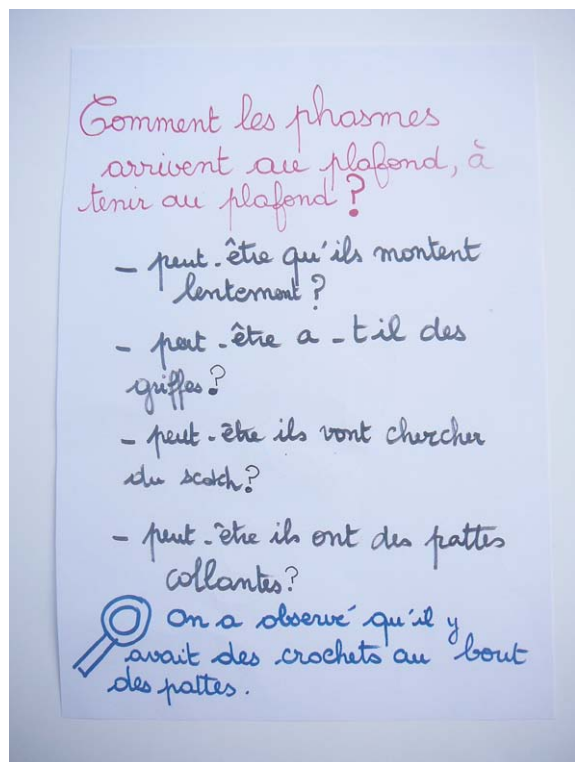 Comment les phasmes
arrivent au plafond, à
tenir au plafond ?
- peut-être qu'ils montent
lentement ?
- peut-être a-t il des
griffes ?
- peut-être ils vont chercher
du scotch ?
- peut-être ils ont des pattes
collantes ?
On a observé qu'il y
avait des crochets au bout
des pattes.